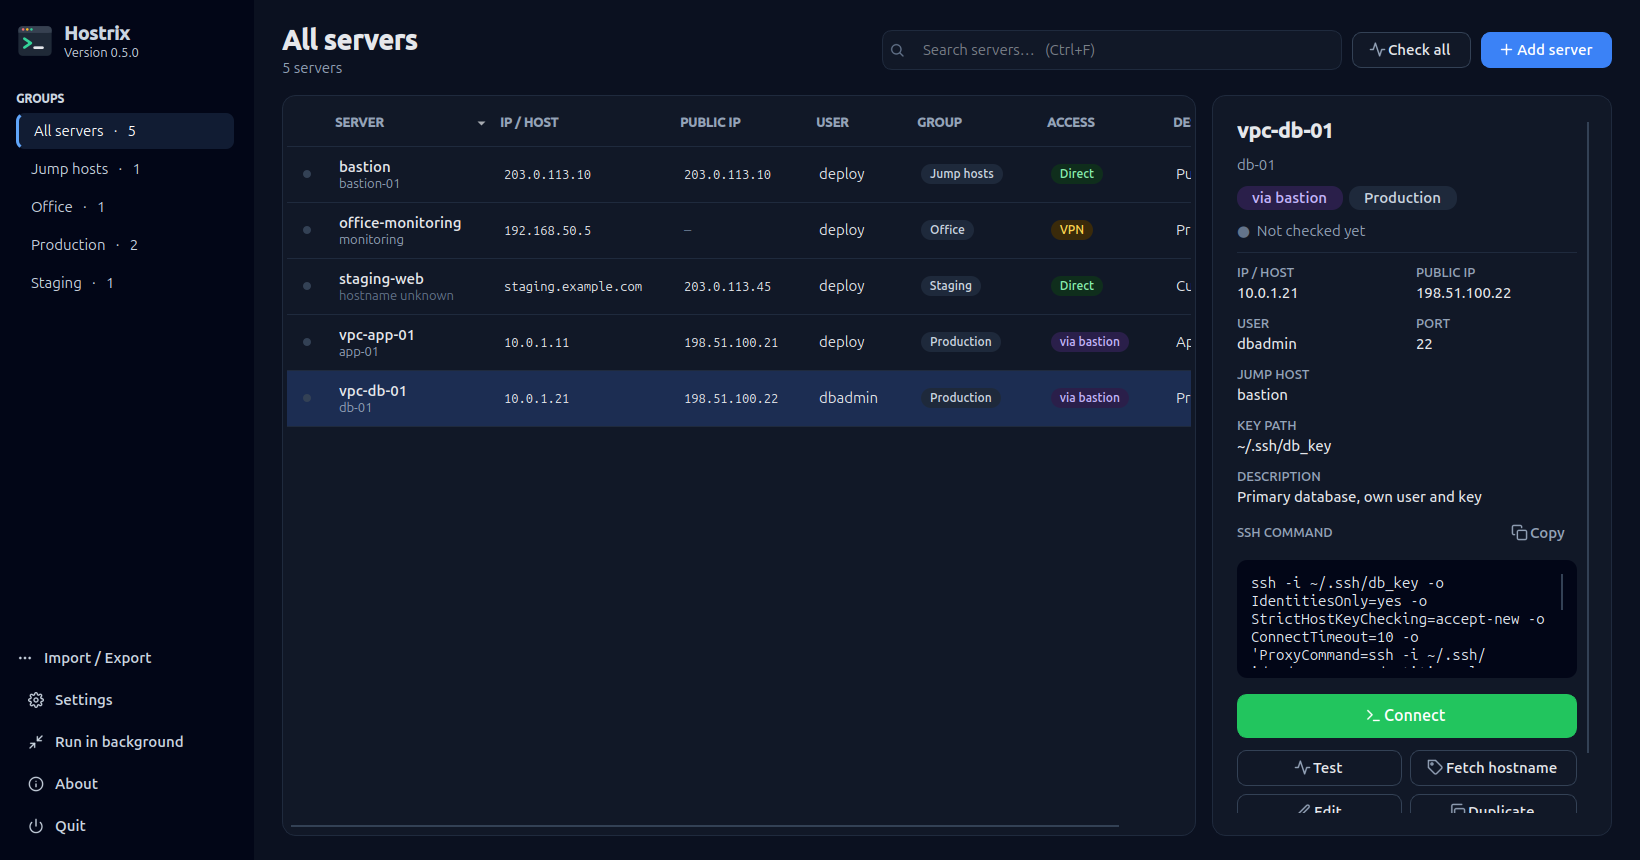 Hostrix
Version 0.5.0
GROUPS
All servers · 5
Jump hosts · 1
Office · 1
Production · 2
Staging · 1
Import / Export
Settings
Run in background
About
Quit
All servers
5 servers
Search servers... (Ctrl+F)
Check all
+ Add server
SERVER IP / HOST PUBLIC IP USER GROUP ACCESS DE
bastion
bastion-01
203.0.113.10 203.0.113.10 deploy Jump hosts Direct Pu
office-monitoring
monitoring
192.168.50.5 – deploy Office VPN Pr
staging-web
hostname unknown
staging.example.com 203.0.113.45 deploy Staging Direct Cu
vpc-app-01
app-01
10.0.1.11 198.51.100.21 deploy Production via bastion Ap
vpc-db-01
db-01
10.0.1.21 198.51.100.22 dbadmin Production via bastion Pr
vpc-db-01
db-01
via bastion Production
Not checked yet
IP / HOST PUBLIC IP
10.0.1.21 198.51.100.22
USER PORT
dbadmin 22
JUMP HOST
bastion
KEY PATH
~/.ssh/db_key
DESCRIPTION
Primary database, own user and key
SSH COMMAND Copy
ssh -i ~/.ssh/db_key -o
IdentitiesOnly=yes -o
StrictHostKeyChecking=accept-new -o
ConnectTimeout=10 -o
'ProxyCommand=ssh -i ~/.ssh/
Connect
Test Fetch hostname
Edit Duplicate